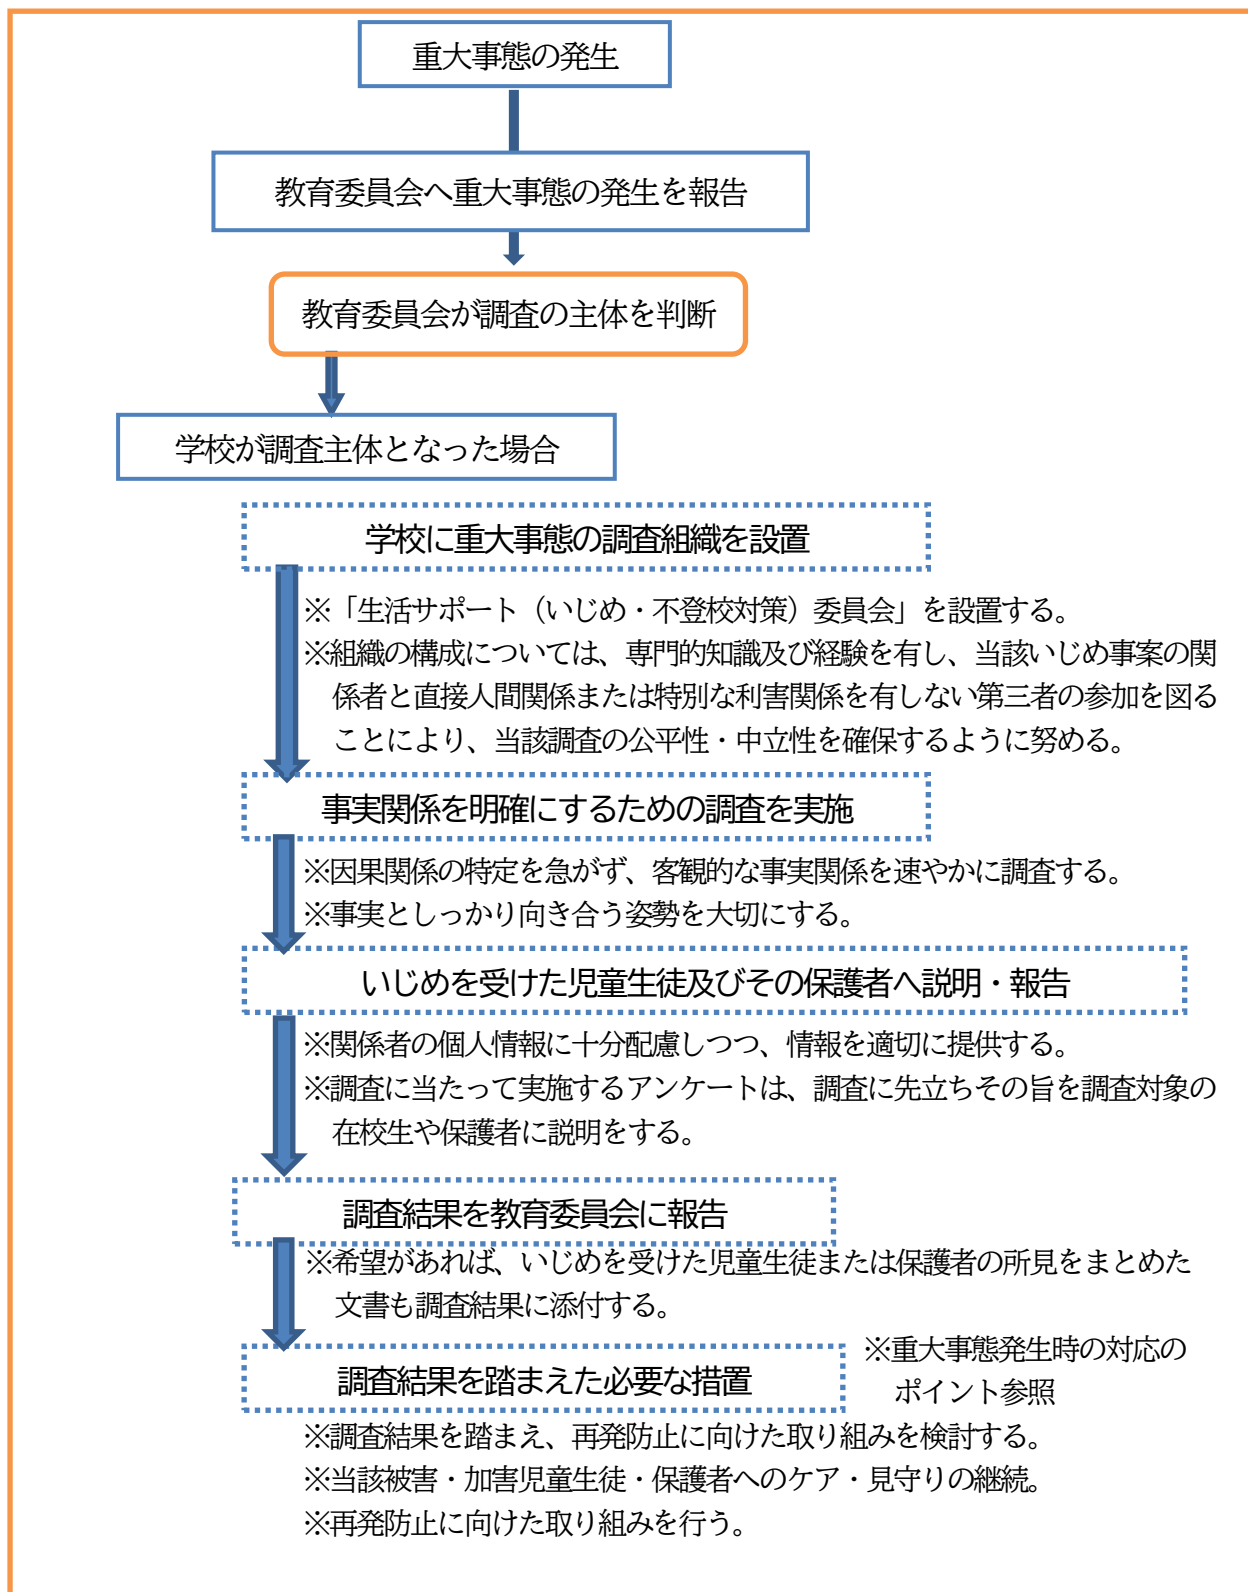 重大事態の発生
教育委員会へ重大事態の発生を報告
教育委員会が調査の主体を判断
学校が調査主体となった場合
学校に重大事態の調査組織を設置
※「生活サポート（いじめ・不登校対策）委員会」を設置する。
※組織の構成については、専門的知識及び経験を有し、当該いじめ事案の関
係者と直接人間関係または特別な利害関係を有しない第三者の参加を図る
ことにより、当該調査の公平性・中立性を確保するように努める。
事実関係を明確にするための調査を実施
※因果関係の特定を急がず、客観的な事実関係を速やかに調査する。
※事実としっかり向き合う姿勢を大切にする。
いじめを受けた児童生徒及びその保護者へ説明・報告
※関係者の個人情報に十分配慮しつつ、情報を適切に提供する。
※調査に当たって実施するアンケートは、調査に先立ちその旨を調査対象の
在校生や保護者に説明をする。
調査結果を教育委員会に報告
※希望があれば、いじめを受けた児童生徒または保護者の所見をまとめた
文書も調査結果に添付する。
調査結果を踏まえた必要な措置
※重大事態発生時の対応の
ポイント参照
※調査結果を踏まえ、再発防止に向けた取り組みを検討する。
※当該被害・加害児童生徒・保護者へのケア・見守りの継続。
※再発防止に向けた取り組みを行う。